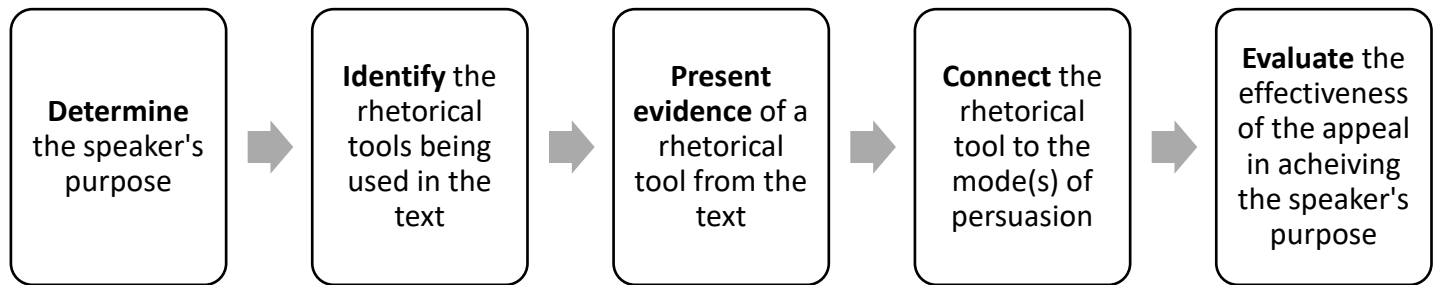 Determine
the speaker's
purpose
Identify the
rhetorical
tools being
used in the
text
Present
evidence of a
rhetorical
tool from the
text
Connect the
rhetorical
tool to the
mode(s) of
persuasion
Evaluate the
effectiveness
of the appeal
in acheiving
the speaker's
purpose